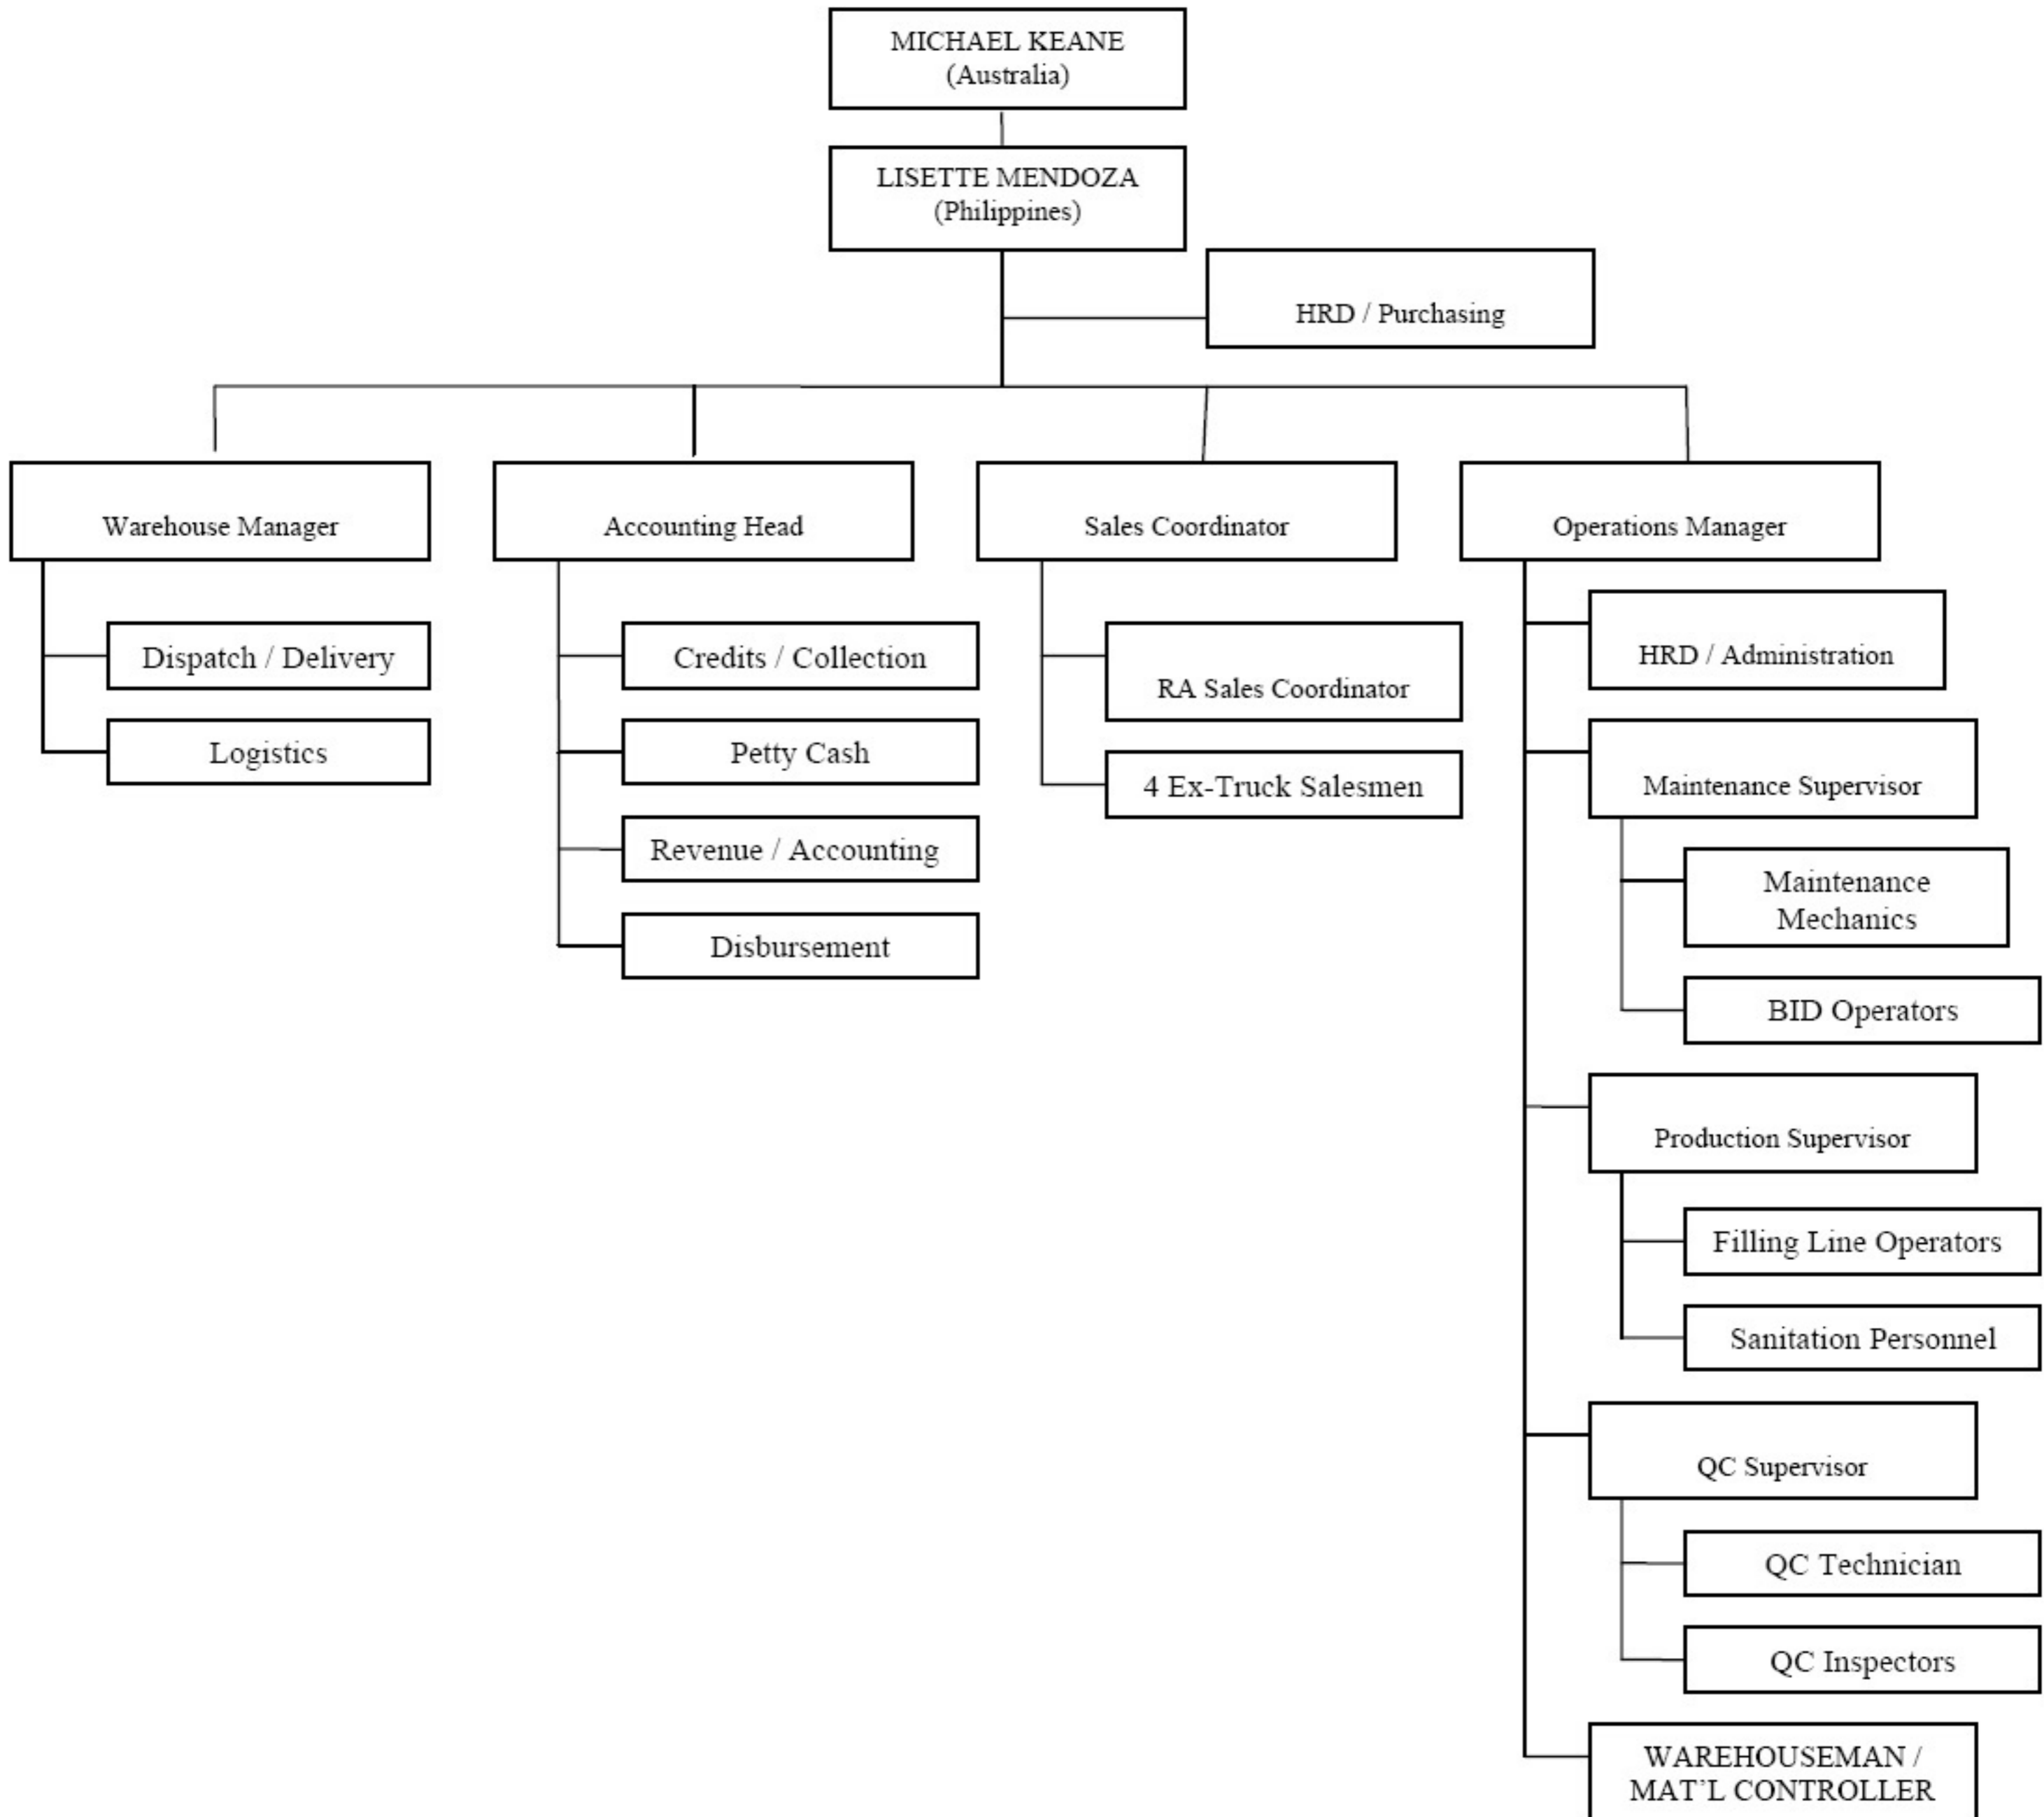 MICHAEL KEANE
(Australia)
LISETTE MENDOZA
(Philippines)
HRD / Purchasing
Warehouse Manager
Accounting Head
Sales Coordinator
Operations Manager
Dispatch / Delivery
Logistics
Credits / Collection
Petty Cash
Revenue / Accounting
Disbursement
RA Sales Coordinator
4 Ex-Truck Salesmen
HRD / Administration
Maintenance Supervisor
Maintenance
Mechanics
BID Operators
Production Supervisor
Filling Line Operators
Sanitation Personnel
QC Supervisor
QC Technician
QC Inspectors
WAREHOUSEMAN /
MAT'L CONTROLLER